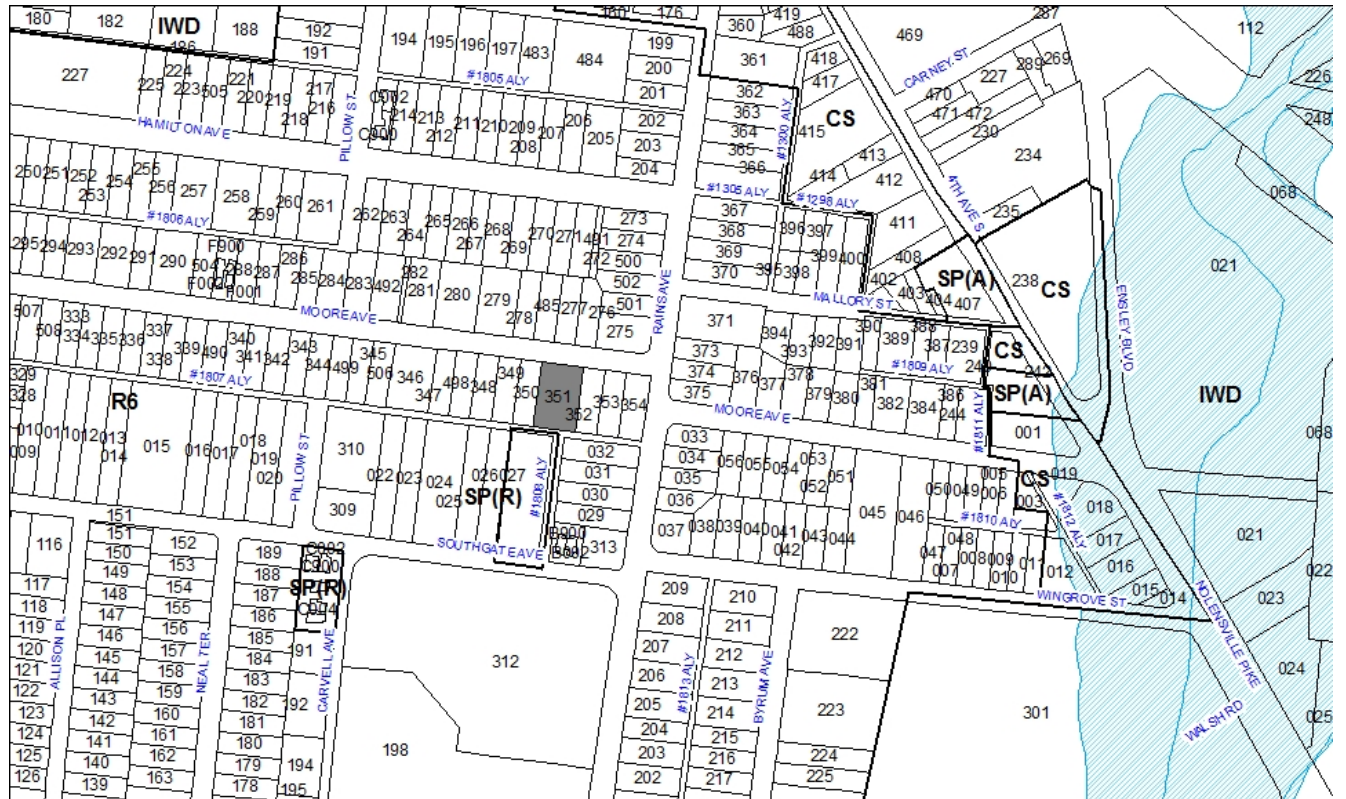 180 182 IWD 188 192 194 195 196 197 483 484 199 160 176 360 419 488 469 287 112
186 191 #1805 ALY 200 361 418 417 CARNEY ST 227 289 269 226
227 225 224 223 505 221 220 219 218 217 216 PILLOW ST C002 C900 201 362 CS 470 471 472 230 248
HAMILTON AVE 214 213 212 211 210 209 208 207 206 205 202 203 204 363 364 365 366 #1300 ALY 415 414 413 412 234
250 251 252 253 254 255 256 257 258 259 260 261 262 263 264 265 266 267 268 269 270 271 272 491 273 274 #1305 ALY #1298 ALY 4TH AVE S 235 068
#1806 ALY 367 368 369 370 396 397 395 398 399 400 411 408 402 403 404 407 SP(A) 238 CS 021
295 294 293 292 291 290 F900 504 F002 F001 288 287 286 285 284 283 492 282 281 280 279 278 485 277 276 500 502 501 275 RAINS AVE MALLORY ST ENSLEY BLVD
MOORE AVE 371 394 393 392 391 390 389 388 387 239 CS 242
507 508 333 334 335 336 337 338 339 490 340 341 342 343 344 499 345 506 346 347 498 348 349 350 351 352 353 354 373 374 375 376 377 378 379 380 381 382 384 386 244 #1809 ALY SP(A) IWD
#1807 ALY MOORE AVE #1811 ALY 001
329 328 R6 068
010 009 011 012 013 014 015 016 017 018 019 020 PILLOW ST 310 309 022 023 024 025 026 027 SP(R) #1808 ALY 032 031 030 029 313 B900 B002 033 034 035 036 037 038 039 040 041 042 043 044 056 055 054 053 052 051 045 046 050 049 005 006 CS 003 019 018 021
#1810 ALY #1812 ALY 017 016 015 014 022
SOUTHGATE AVE 047 007 048 008 009 010 011 012 WINGROVE ST 023
116 151 151 150 149 148 147 146 145 144 143 142 141 140 139 152 153 154 155 156 157 158 159 160 161 162 163 189 188 187 186 185 184 183 182 181 180 179 178 C002 C900 SP(R) 191 192 194 195
117 118 119 120 121 122 123 124 125 126 ALLISON PL NEAL TER CARVELL AVE 312 198
209 208 207 206 205 204 203 202 #1813 ALY 210 211 212 213 214 215 216 217 BYRUM AVE 222 223 224 225 301 WALSH RD NOLENSVILLE PIKE 024 025